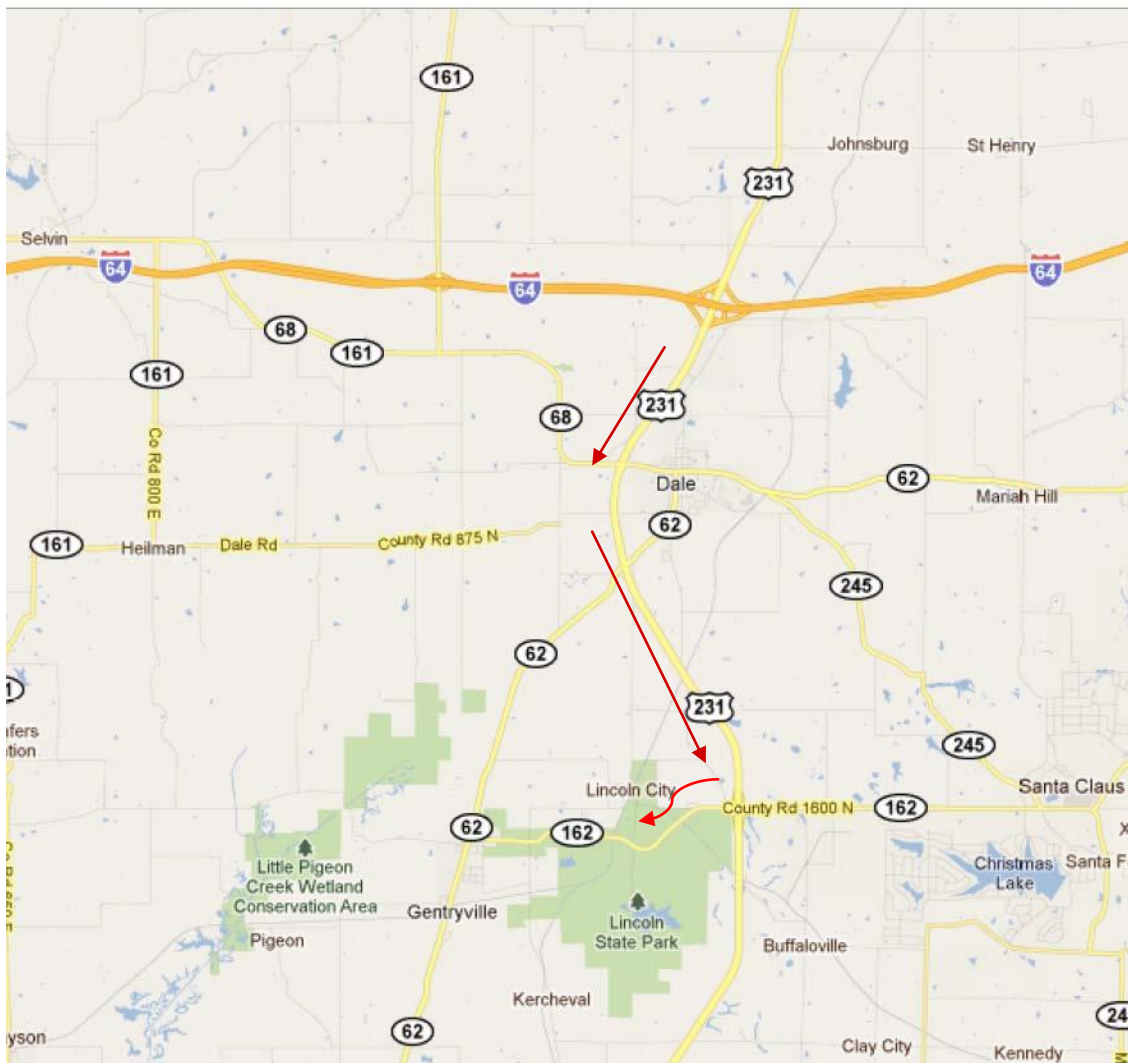 161
Johnsburg
St Henry
231
Selvin
64
64
64
68
161
161
231
68
Co Rd 800 E
Dale
62
Mariah Hill
62
161
Heilman
Dale Rd
County Rd 875 N
245
62
231
245
Lincoln City
Santa Claus
County Rd 1600 N
162
62
162
Little Pigeon
Creek Wetland
Conservation Area
Christmas
Lake
Santa F
Gentryville
Lincoln
State Park
Pigeon
Buffaloville
Kercheval
62
24
yson
Clay City
Kennedy